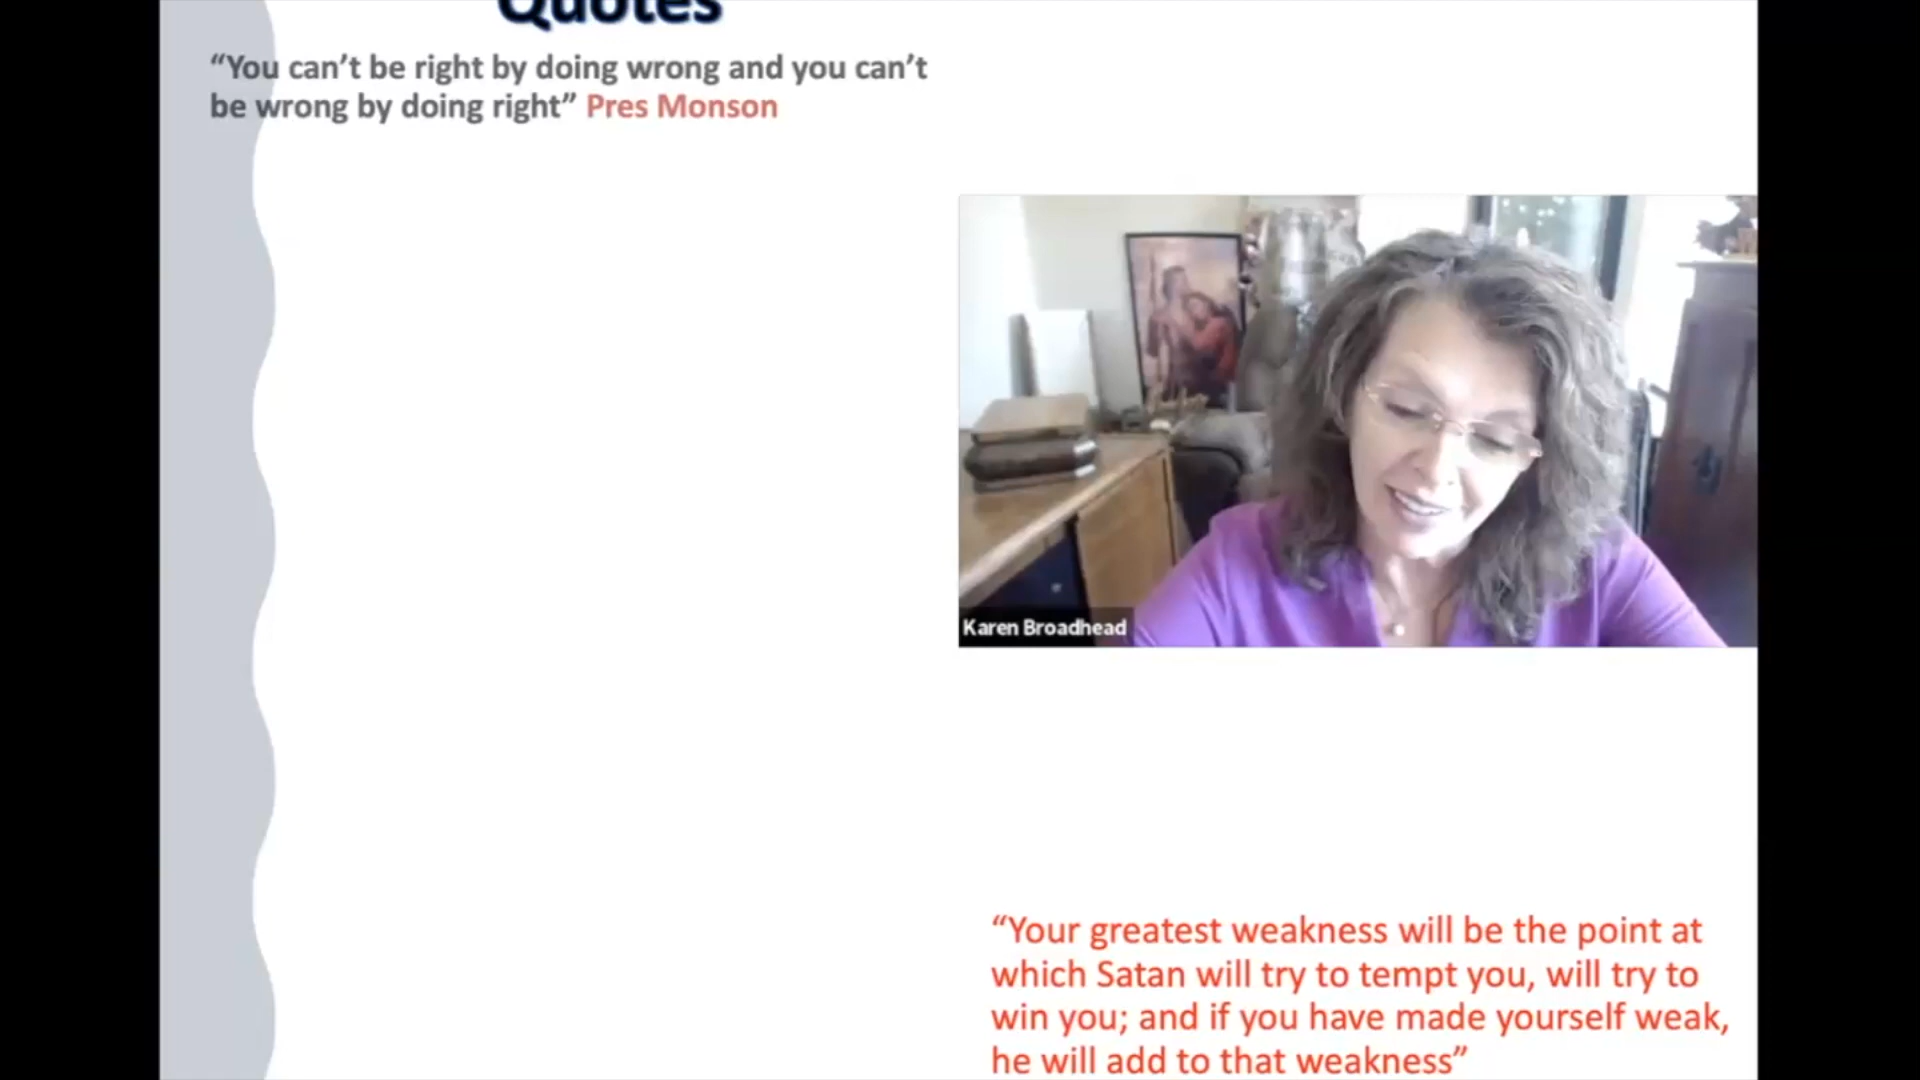 Quotes
“You can’t be right by doing wrong and you can’t
be wrong by doing right” Pres Monson
Karen Broadhead
“Your greatest weakness will be the point at
which Satan will try to tempt you, will try to
win you; and if you have made yourself weak,
he will add to that weakness”